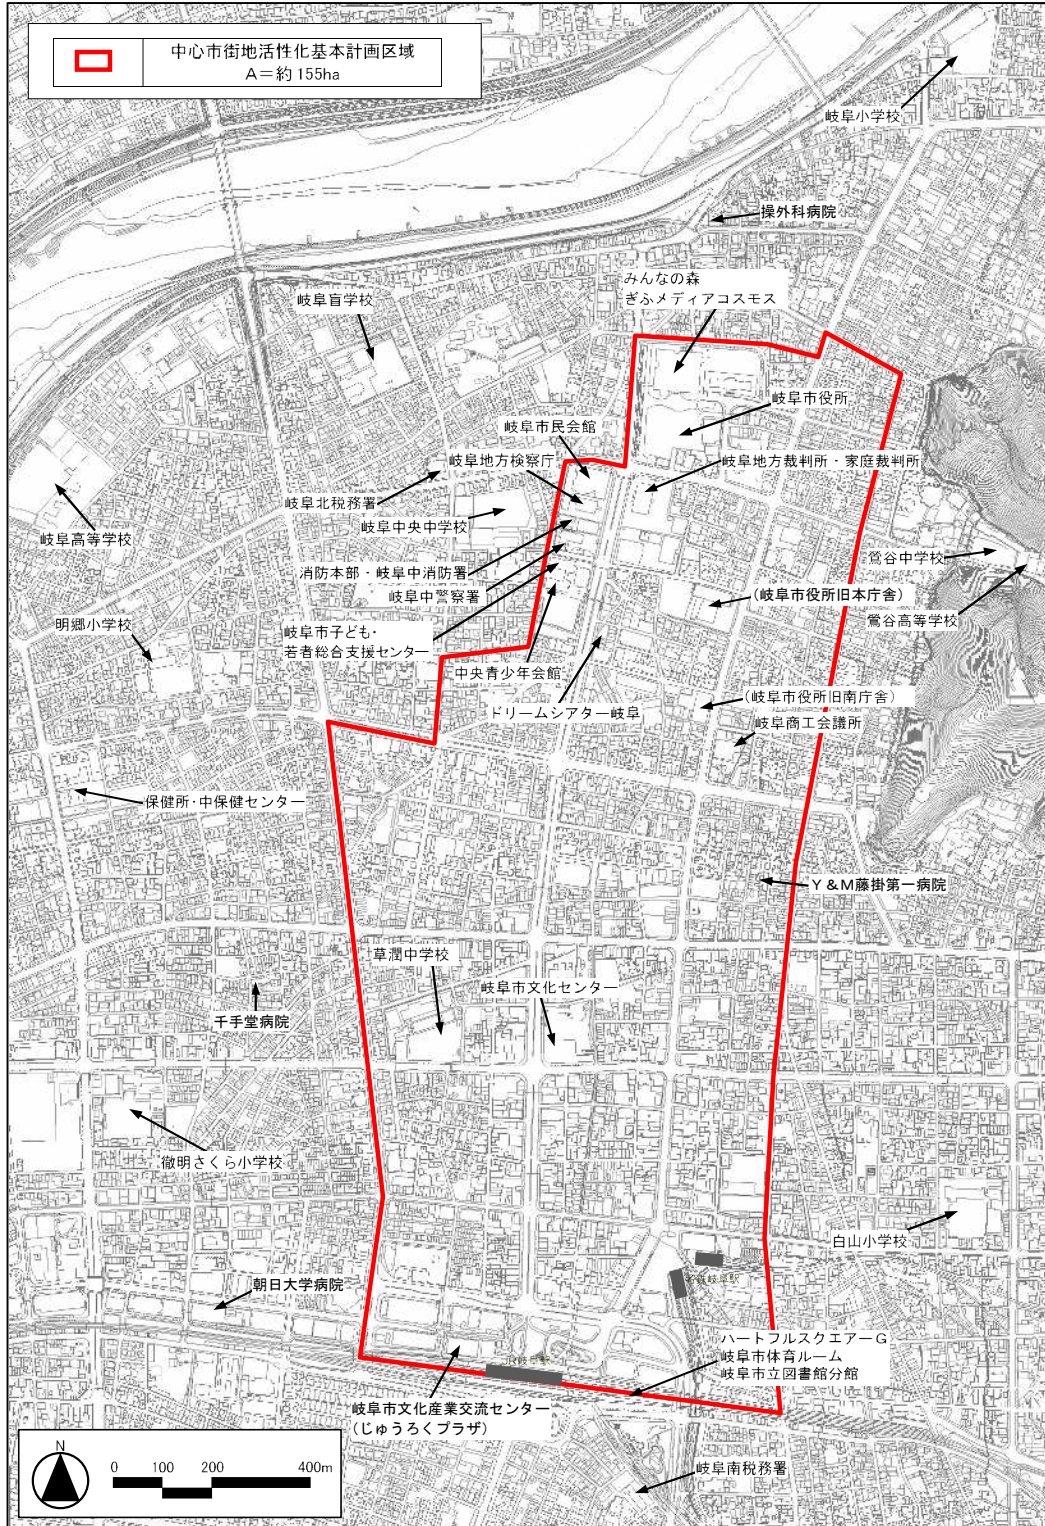 中心市街地活性化基本計画区域
A＝約155ha
岐阜小学校
操外科病院
みんなの森
ぎふメディアコスモス
岐阜盲学校
岐阜市役所
岐阜市民会館
岐阜地方検察庁
岐阜地方裁判所・家庭裁判所
岐阜北税務署
岐阜中央中学校
岐阜高等学校
鶯谷中学校
消防本部・岐阜中消防署
岐阜中警察署
(岐阜市役所旧本庁舎)
鶯谷高等学校
明郷小学校
岐阜市子ども・
若者総合支援センター
中央青少年会館
ドリームシアター岐阜
(岐阜市役所旧南庁舎)
岐阜商工会議所
保健所・中保健センター
Y＆M藤掛第一病院
草潤中学校
岐阜市文化センター
千手堂病院
徹明さくら小学校
白山小学校
名鉄岐阜駅
朝日大学病院
ハートフルスクエアーG
岐阜市体育ルーム
岐阜市立図書館分館
JR岐阜駅
岐阜市文化産業交流センター
(じゅうろくプラザ)
岐阜南税務署
N
0 100 200 400m